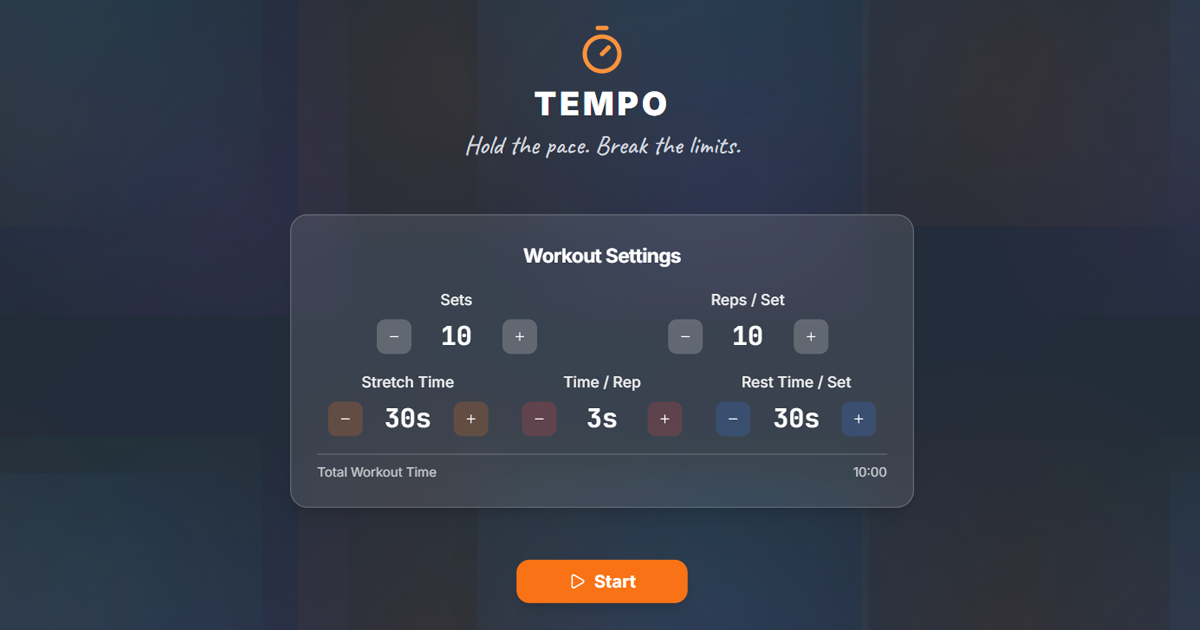 TEMPO
Hold the pace. Break the limits.
Workout Settings
Sets Reps / Set
− 10 + − 10 +
Stretch Time Time / Rep Rest Time / Set
− 30s + − 3s + − 30s +
Total Workout Time 10:00
Start